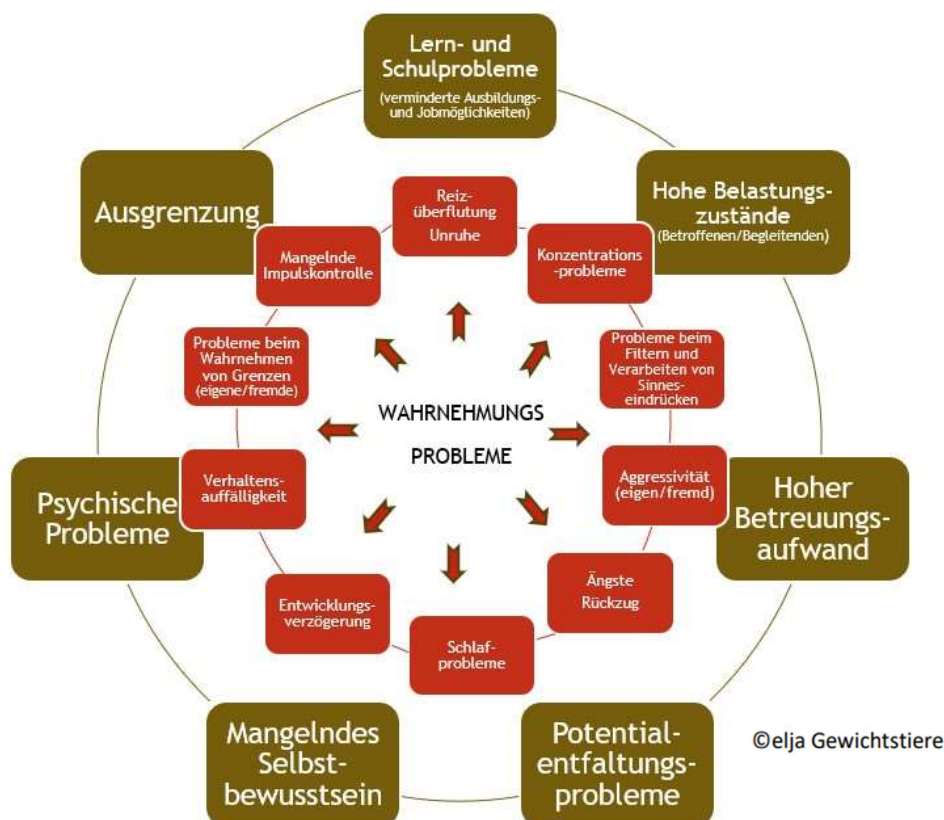 Lern- und
Schulprobleme
(verminderte Ausbildungs-
und Jobmöglichkeiten)
Hohe Belastungs-
zustände
(Betroffenen/Begleitenden)
Hoher
Betreuungs-
aufwand
Potential-
entfaltungs-
probleme
Mangelndes
Selbst-
bewusstsein
Psychische
Probleme
Ausgrenzung
Reiz-
überflutung
Unruhe
Konzentrations
-probleme
Probleme beim
Filtern und
Verarbeiten von
Sinnes-
eindrücken
Aggressivität
(eigen/fremd)
Ängste
Rückzug
Schlaf-
probleme
Entwicklungs-
verzögerung
Verhaltens-
auffälligkeit
Probleme beim
Wahrnehmen
von Grenzen
(eigene/fremde)
Mangelnde
Impulskontrolle
WAHRNEHMUNGS
PROBLEME
©elja Gewichtstiere